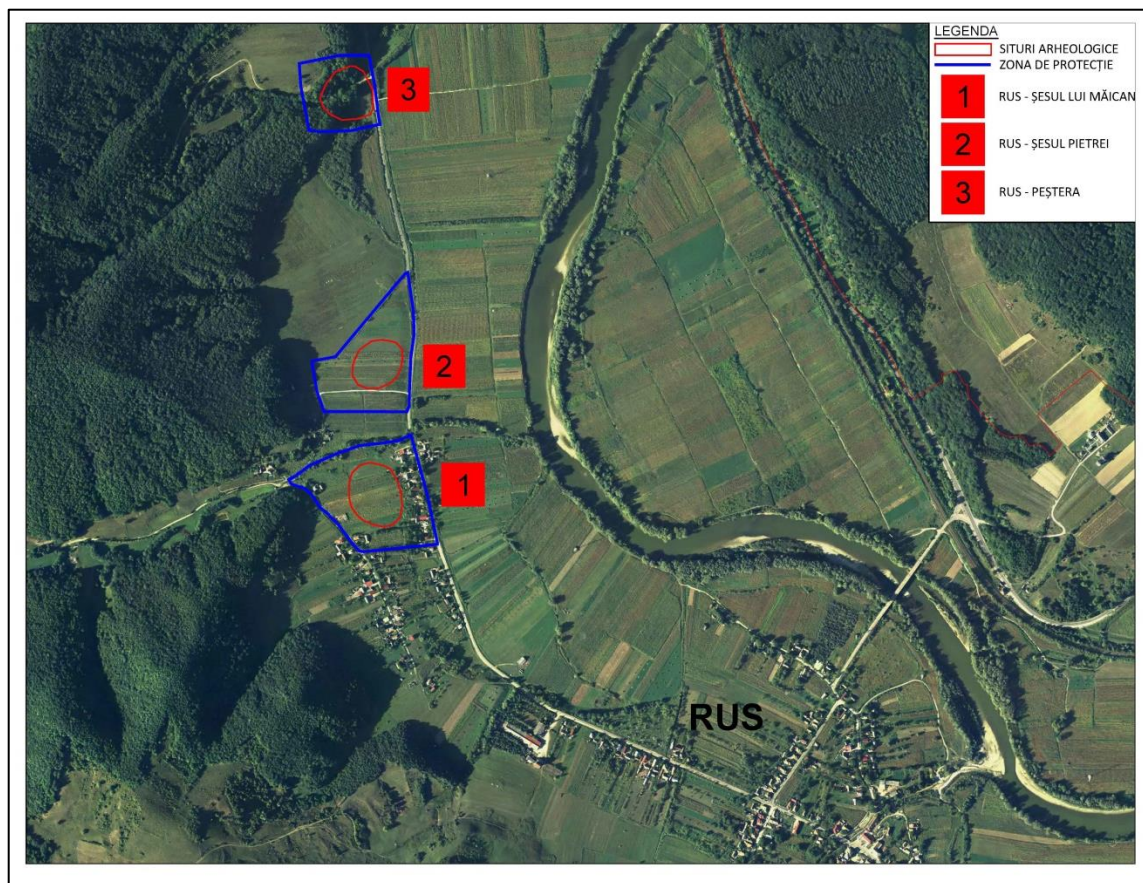 LEGENDA
SITURI ARHEOLOGICE
ZONA DE PROTECȚIE
1 RUS - ȘESUL LUI MĂICAN
2 RUS - ȘESUL PIETREI
3 RUS - PEȘTERA
3
2
1
RUS